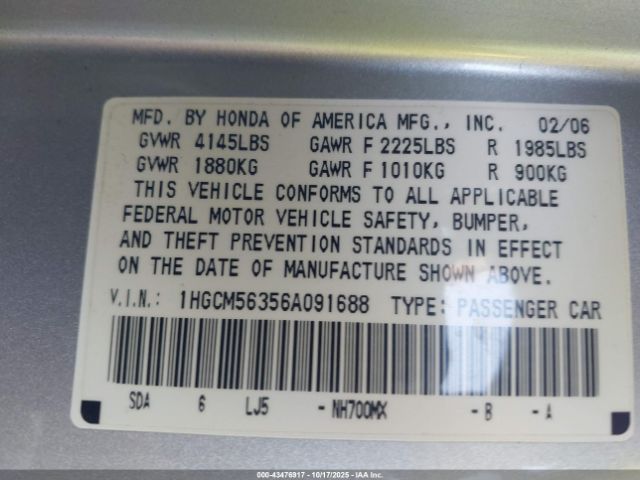 MFD. BY HONDA OF AMERICA MFG., INC. 02/06
GVWR 4145LBS GAWR F 2225LBS R 1985LBS
GVWR 1880KG GAWR F 1010KG R 900KG
THIS VEHICLE CONFORMS TO ALL APPLICABLE
FEDERAL MOTOR VEHICLE SAFETY, BUMPER,
AND THEFT PREVENTION STANDARDS IN EFFECT
ON THE DATE OF MANUFACTURE SHOWN ABOVE.
V.I.N.: 1HGCM56356A091688 TYPE: PASSENGER CAR
SDA 6 LJ5 - NH700MX - B - A
000-43476917 | 10/17/2025 | IAA Inc.